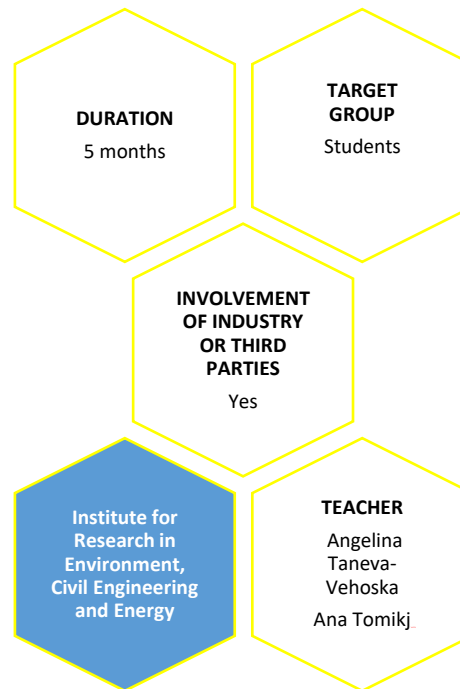 DURATION
5 months
TARGET
GROUP
Students
INVOLVEMENT
OF INDUSTRY
OR THIRD
PARTIES
Yes
Institute for
Research in
Environment,
Civil Engineering
and Energy
TEACHER
Angelina
Taneva-
Vehoska
Ana Tomikj